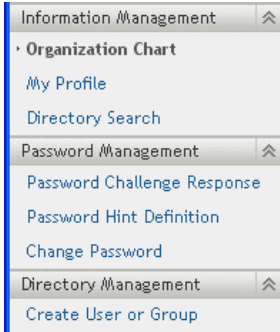 Information Management
Organization Chart
My Profile
Directory Search
Password Management
Password Challenge Response
Password Hint Definition
Change Password
Directory Management
Create User or Group